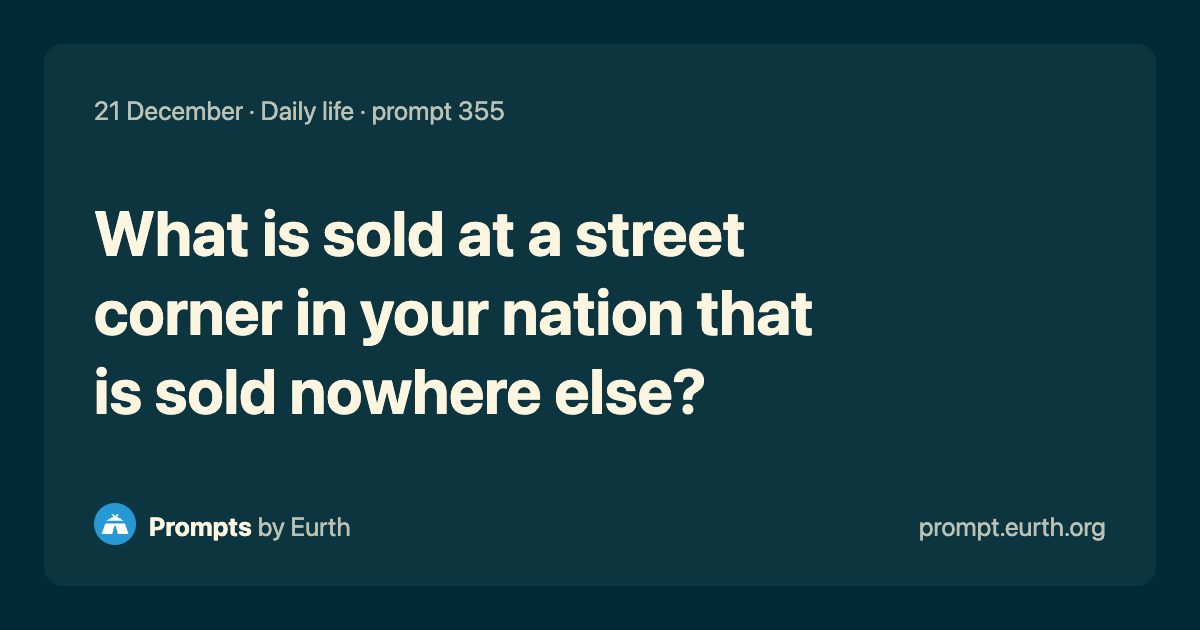 21 December · Daily life · prompt 355
What is sold at a street
corner in your nation that
is sold nowhere else?
Prompts by Eurth
prompt.eurth.org